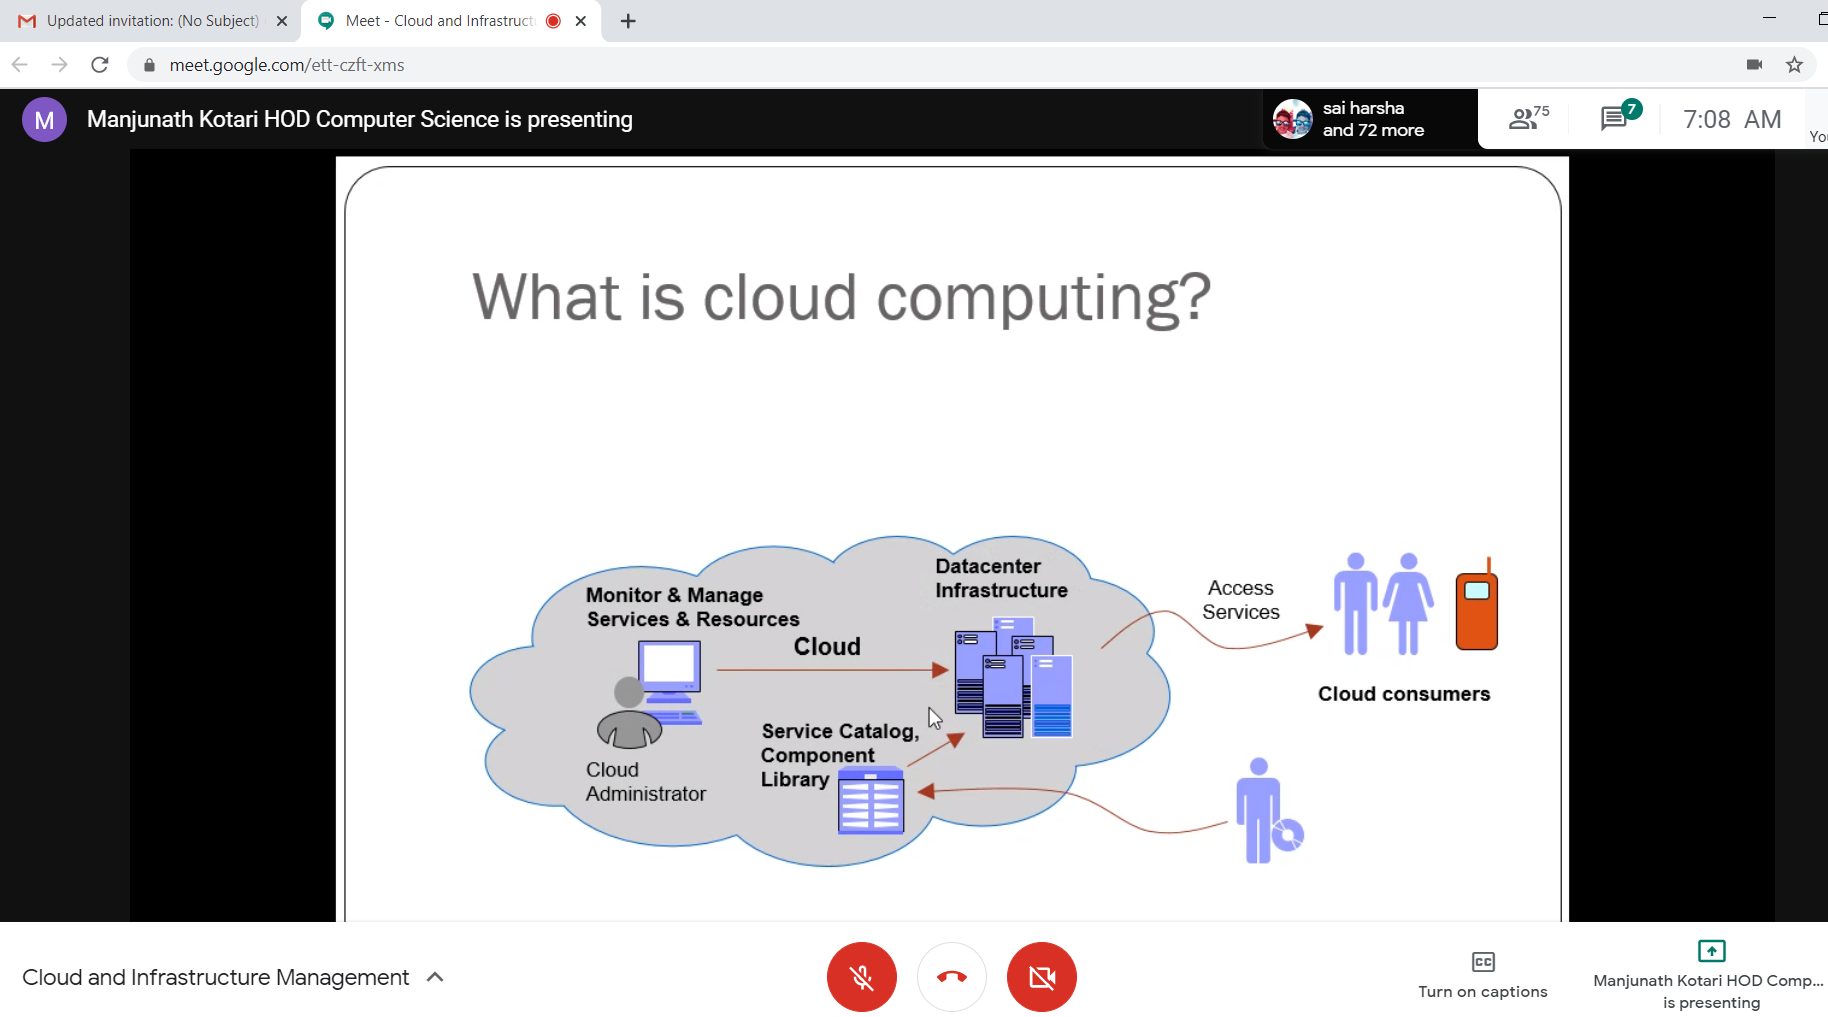 Updated invitation: (No Subject)
Meet - Cloud and Infrastruct
meet.google.com/ett-czft-xms
M
Manjunath Kotari HOD Computer Science is presenting
sai harsha
and 72 more
75
7
7:08 AM
You
What is cloud computing?
Datacenter
Infrastructure
Monitor & Manage
Services & Resources
Cloud
Access
Services
Cloud consumers
Service Catalog,
Component
Library
Cloud
Administrator
Cloud and Infrastructure Management
CC
Turn on captions
Manjunath Kotari HOD Comp...
is presenting